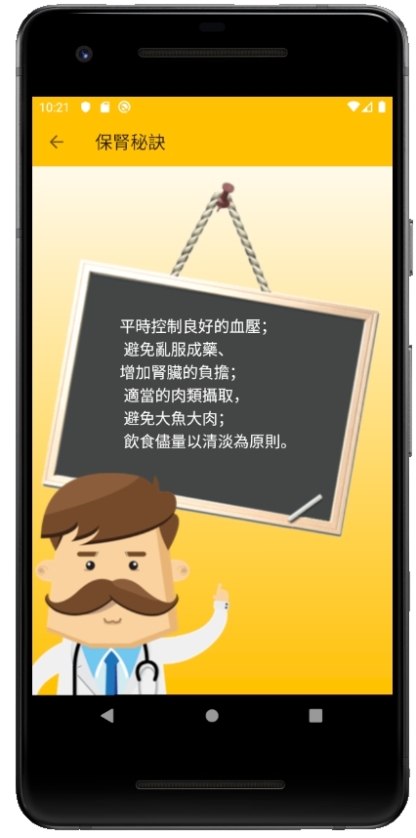 10:21
保腎秘訣
平時控制良好的血壓;
避免亂服成藥、
增加腎臟的負擔;
適當的肉類攝取,
避免大魚大肉;
飲食儘量以清淡為原則。